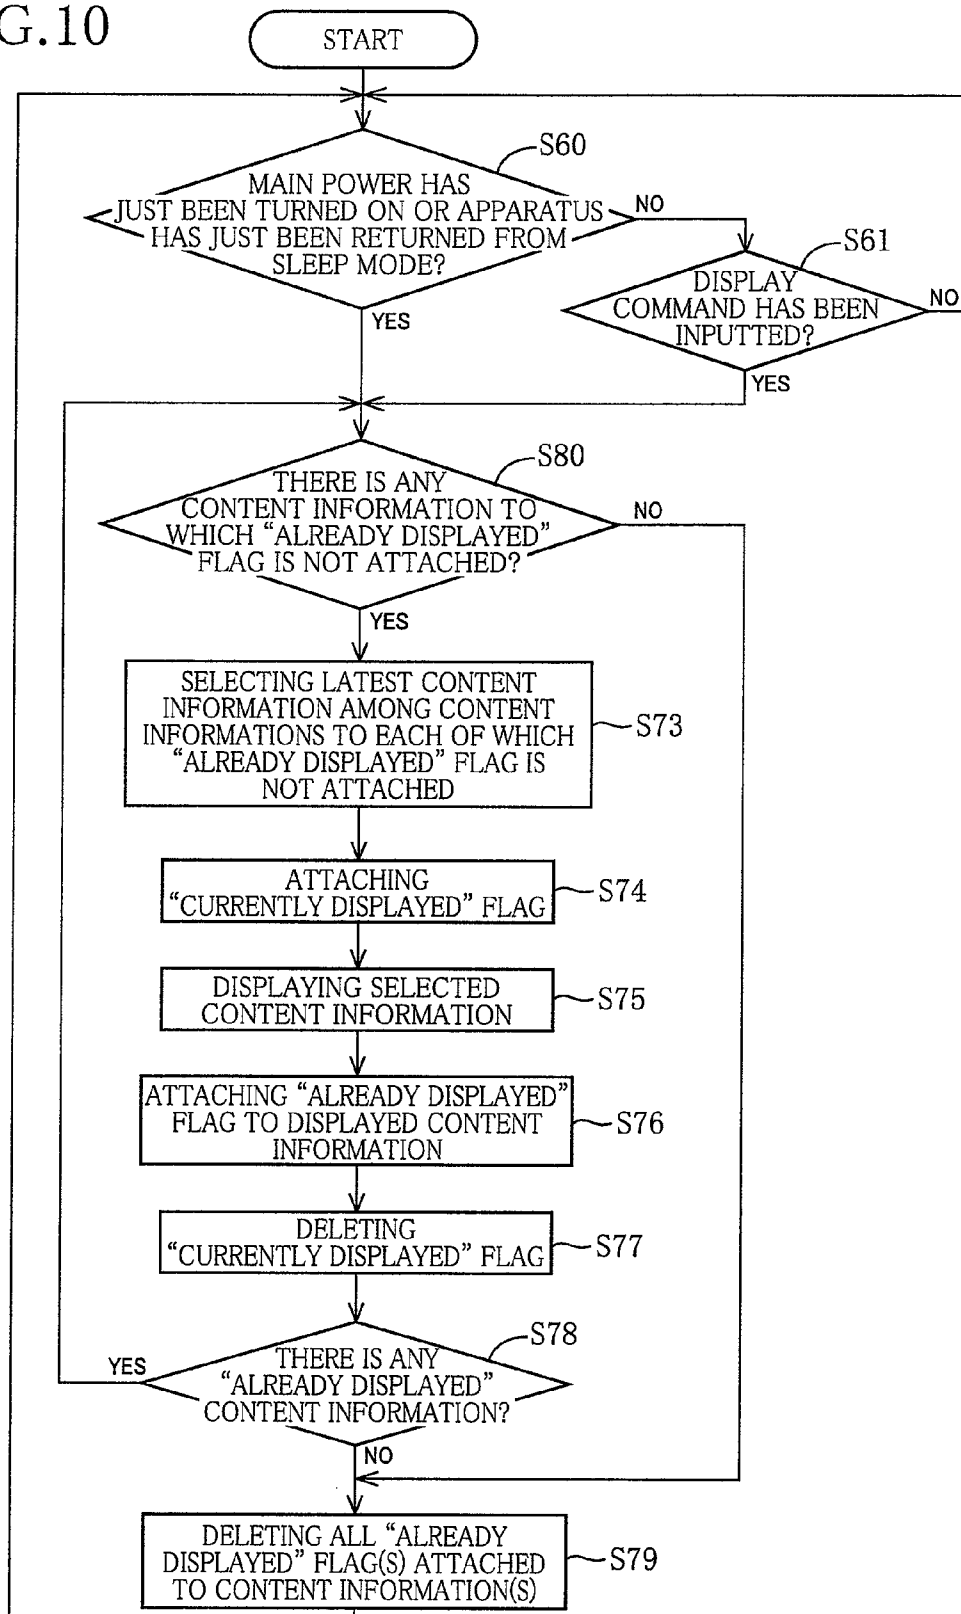 G.10
START
S60
MAIN POWER HAS
JUST BEEN TURNED ON OR APPARATUS
HAS JUST BEEN RETURNED FROM
SLEEP MODE?
NO
YES
S61
DISPLAY
COMMAND HAS BEEN
INPUTTED?
NO
YES
S80
THERE IS ANY
CONTENT INFORMATION TO
WHICH “ALREADY DISPLAYED”
FLAG IS NOT ATTACHED?
NO
YES
SELECTING LATEST CONTENT
INFORMATION AMONG CONTENT
INFORMATIONS TO EACH OF WHICH
“ALREADY DISPLAYED” FLAG IS
NOT ATTACHED
S73
ATTACHING
“CURRENTLY DISPLAYED” FLAG
S74
DISPLAYING SELECTED
CONTENT INFORMATION
S75
ATTACHING “ALREADY DISPLAYED”
FLAG TO DISPLAYED CONTENT
INFORMATION
S76
DELETING
“CURRENTLY DISPLAYED” FLAG
S77
S78
THERE IS ANY
“ALREADY DISPLAYED”
CONTENT INFORMATION?
YES
NO
DELETING ALL “ALREADY
DISPLAYED” FLAG(S) ATTACHED
TO CONTENT INFORMATION(S)
S79